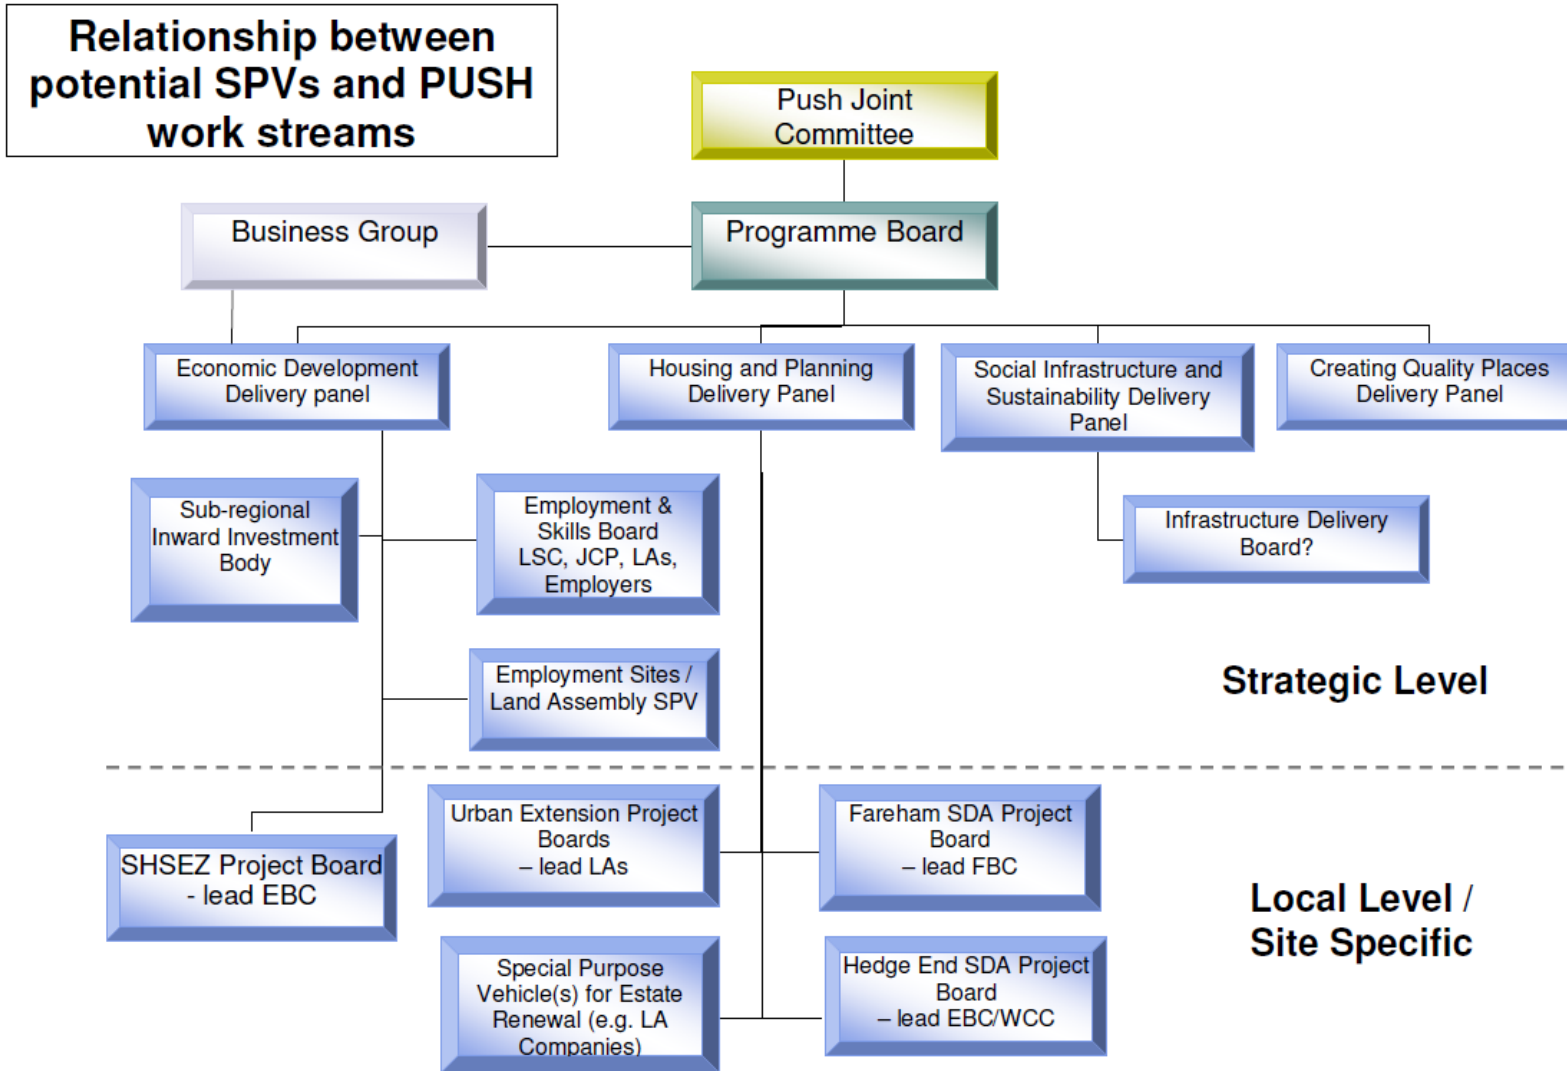 Relationship between
potential SPVs and PUSH
work streams
Push Joint
Committee
Business Group
Programme Board
Economic Development
Delivery panel
Housing and Planning
Delivery Panel
Social Infrastructure and
Sustainability Delivery
Panel
Creating Quality Places
Delivery Panel
Sub-regional
Inward Investment
Body
Employment &
Skills Board
LSC, JCP, LAs,
Employers
Infrastructure Delivery
Board?
Employment Sites /
Land Assembly SPV
Strategic Level
Urban Extension Project
Boards
– lead LAs
Fareham SDA Project
Board
– lead FBC
SHSEZ Project Board
- lead EBC
Local Level /
Site Specific
Special Purpose
Vehicle(s) for Estate
Renewal (e.g. LA
Companies)
Hedge End SDA Project
Board
– lead EBC/WCC